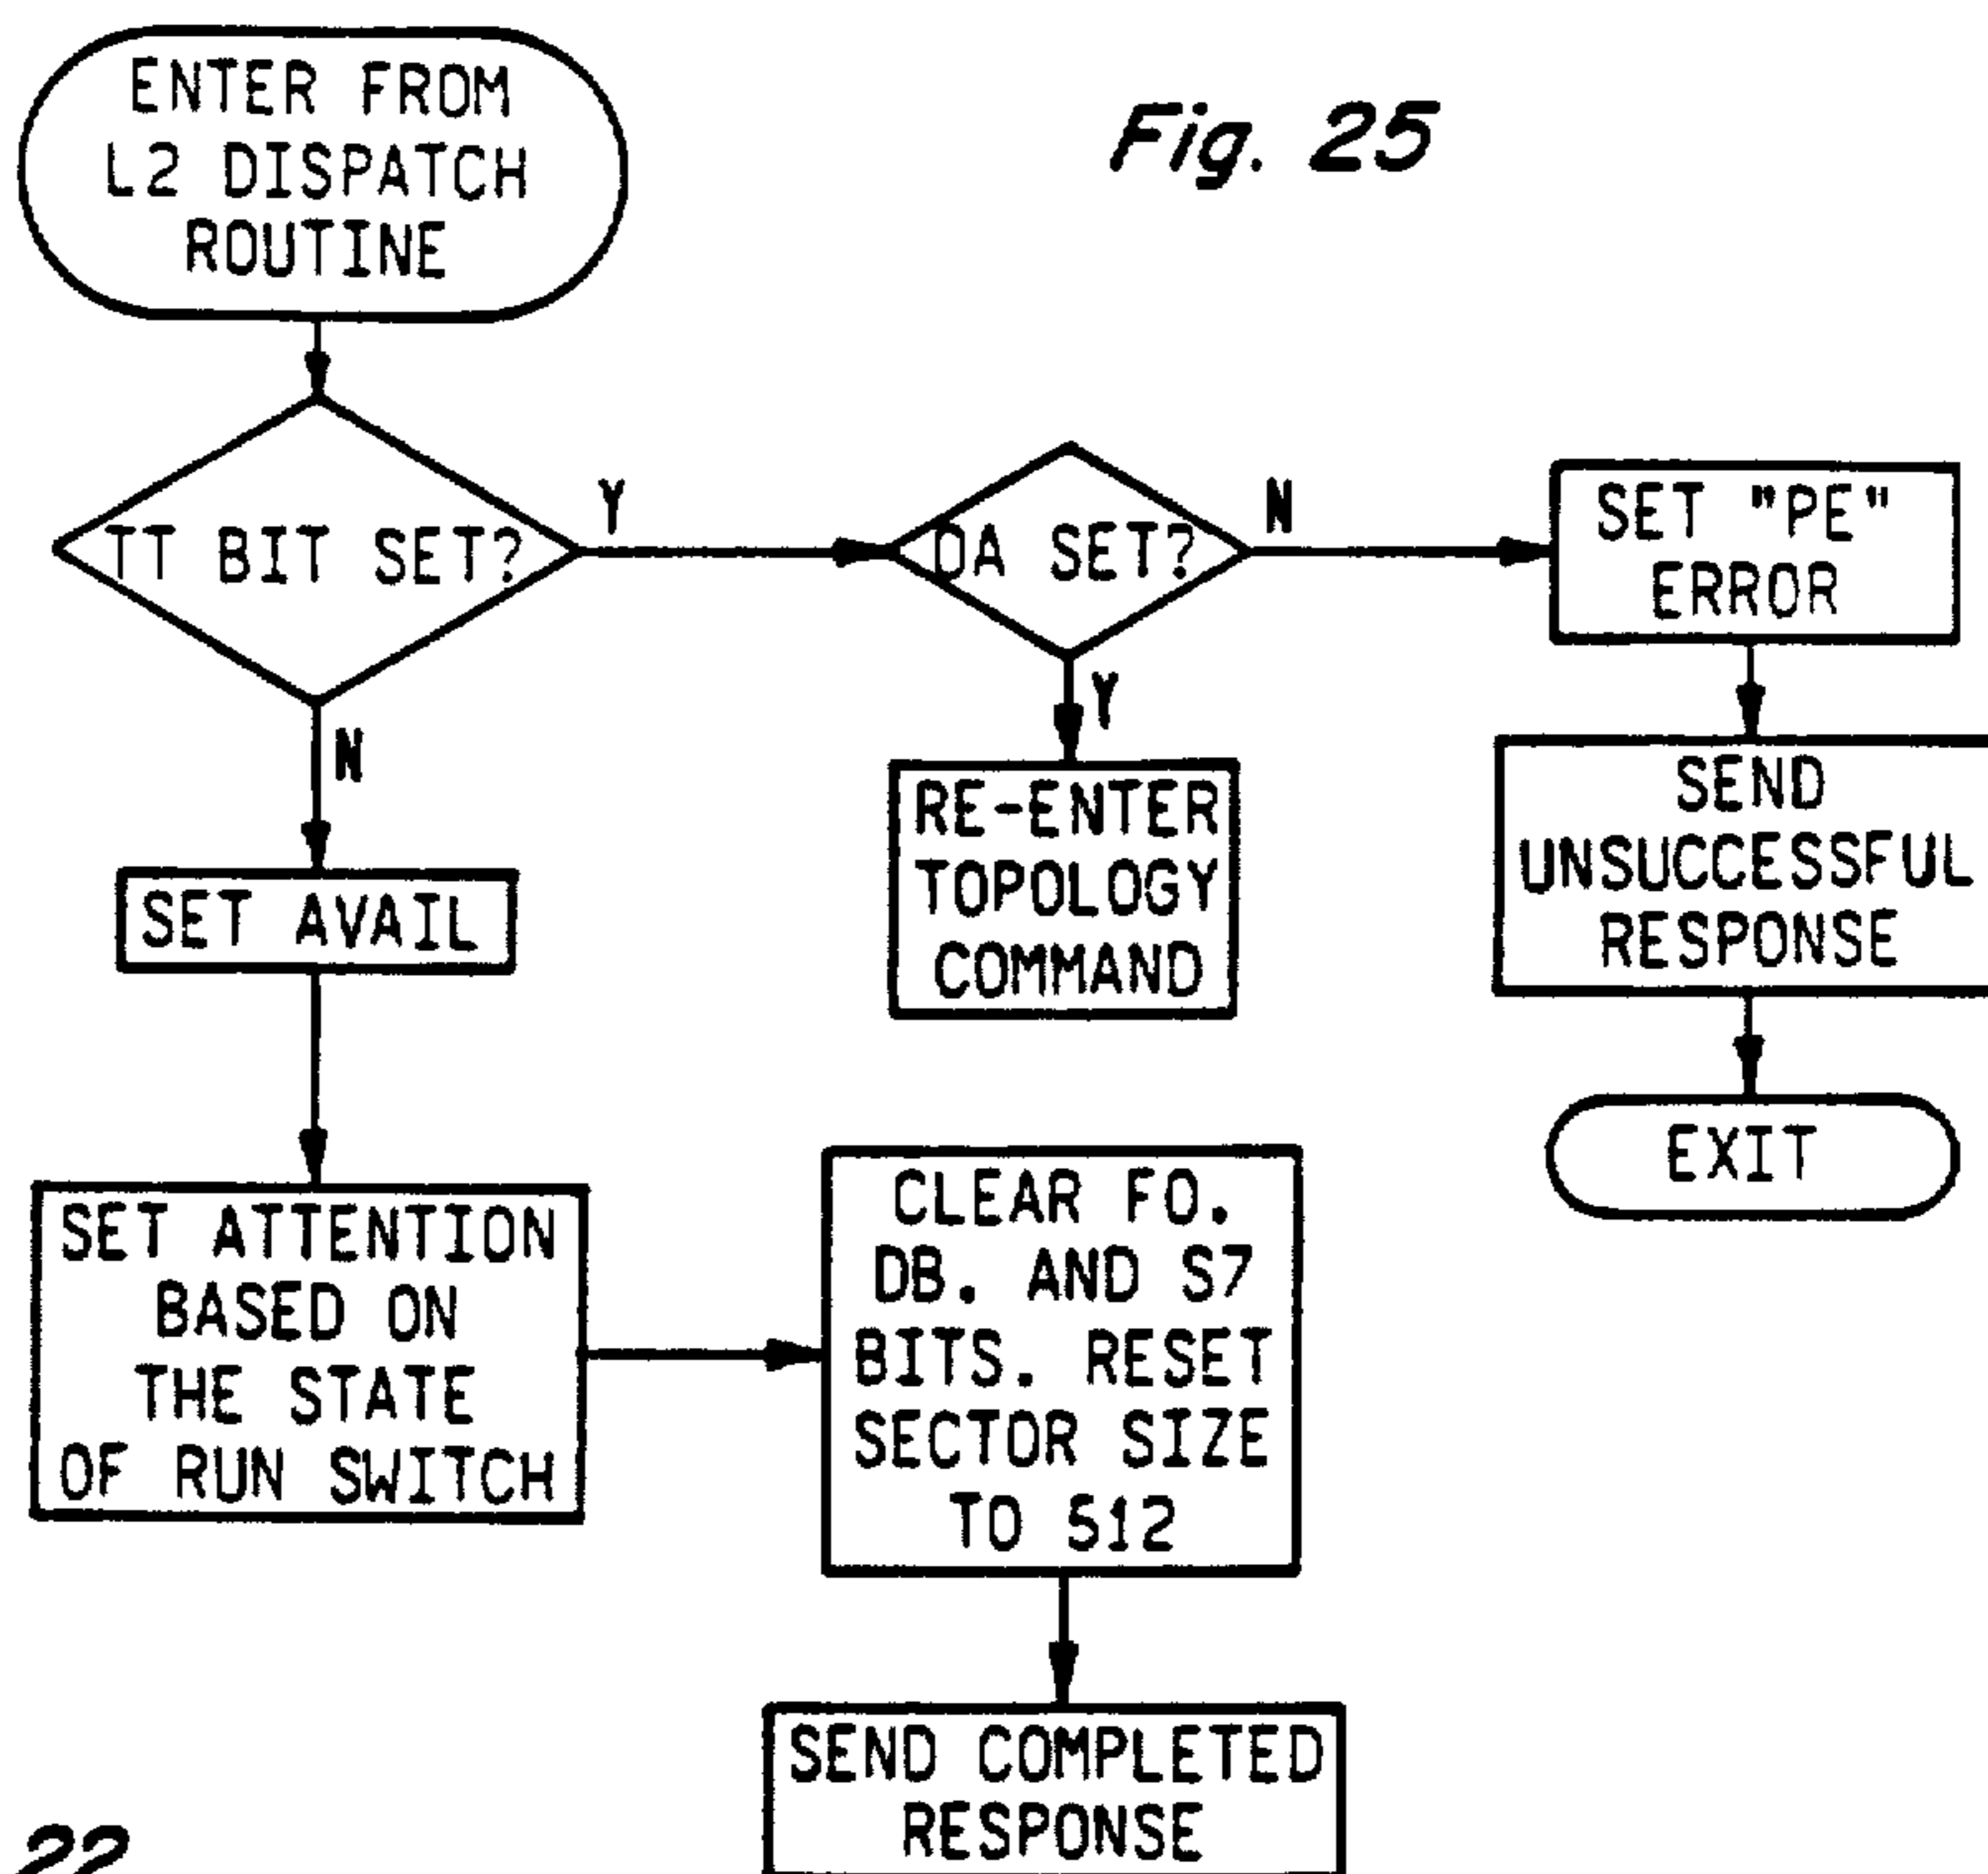 ENTER FROM
L2 DISPATCH
ROUTINE
Fig. 25
TT BIT SET?
Y
OA SET?
N
SET "PE"
ERROR
Y
N
RE-ENTER
TOPOLOGY
COMMAND
SEND
UNSUCCESSFUL
RESPONSE
SET AVAIL
EXIT
SET ATTENTION
BASED ON
THE STATE
OF RUN SWITCH
CLEAR FO.
DB. AND S7
BITS. RESET
SECTOR SIZE
TO 512
SEND COMPLETED
RESPONSE
22